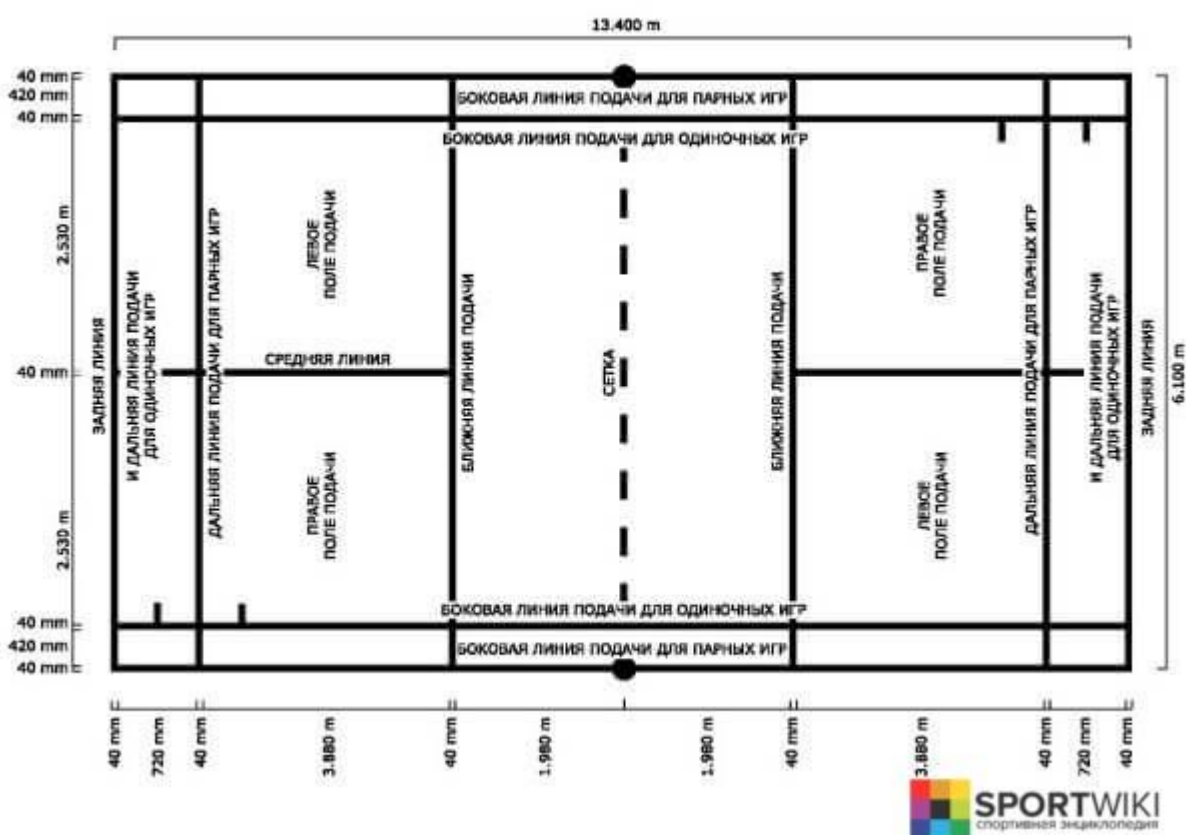 13.400 m
40 mm
420 mm
40 mm
БОКОВАЯ ЛИНИЯ ПОДАЧИ ДЛЯ ПАРНЫХ ИГР
БОКОВАЯ ЛИНИЯ ПОДАЧИ ДЛЯ ОДИНОЧНЫХ ИГР
2.530 m
40 mm
2.530 m
ЗАДНЯЯ ЛИНИЯ
И ДАЛЬНЯЯ ЛИНИЯ ПОДАЧИ
ДЛЯ ОДИНОЧНЫХ ИГР
ДАЛЬНЯЯ ЛИНИЯ ПОДАЧИ ДЛЯ ПАРНЫХ ИГР
ЛЕВОЕ
ПОЛЕ ПОДАЧИ
СРЕДНЯЯ ЛИНИЯ
ПРАВОЕ
ПОЛЕ ПОДАЧИ
БЛИЖНЯЯ ЛИНИЯ ПОДАЧИ
СЕТКА
БЛИЖНЯЯ ЛИНИЯ ПОДАЧИ
ПРАВОЕ
ПОЛЕ ПОДАЧИ
ЛЕВОЕ
ПОЛЕ ПОДАЧИ
ДАЛЬНЯЯ ЛИНИЯ ПОДАЧИ ДЛЯ ПАРНЫХ ИГР
И ДАЛЬНЯЯ ЛИНИЯ ПОДАЧИ
ДЛЯ ОДИНОЧНЫХ ИГР
ЗАДНЯЯ ЛИНИЯ
6.100 m
БОКОВАЯ ЛИНИЯ ПОДАЧИ ДЛЯ ОДИНОЧНЫХ ИГР
БОКОВАЯ ЛИНИЯ ПОДАЧИ ДЛЯ ПАРНЫХ ИГР
40 mm
420 mm
40 mm
40 mm
720 mm
40 mm
3.880 m
40 mm
1.980 m
1.980 m
40 mm
3.880 m
40 mm
720 mm
40 mm
SPORTWIKI
спортивная энциклопедия